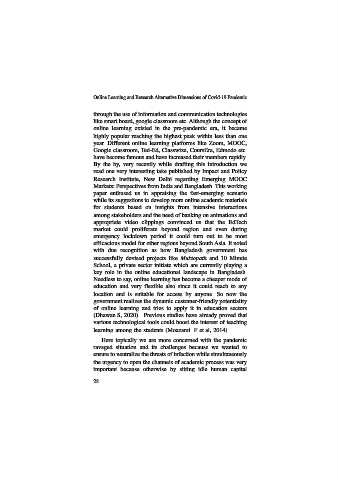 Online Learning and Research Alternative Dimensions of Covid-19 Pandemic
through the use of information and communication technologies
like smart board, google classroom etc. Although the concept of
online learning existed in the pre-pandemic era, it became
highly popular reaching the highest peak within less than one
year. Different online learning platforms like Zoom, MOOC,
Google classroom, Ted-Ed, Classwize, CourseEra, Edmodo etc.
have become famous and have increased their numbers rapidly.
By the by, very recently while drafting this introduction we
read one very interesting take published by Impact and Policy
Research Institute, New Delhi regarding Emerging MOOC
Markets: Perspectives from India and Bangladesh. This working
paper enthused us in appraising the fast-emerging scenario
while its suggestions to develop more online academic materials
for students based on insights from intensive interactions
among stakeholders and the need of banking on animations and
appropriate video clippings convinced us that the EdTech
market could proliferate beyond region and even during
emergency lockdown period it could turn out to be most
efficacious model for other regions beyond South Asia. It noted
with due recognition as how Bangladesh government has
successfully devised projects like Muktopath and 10 Minute
School, a private sector initiate which are currently playing a
key role in the online educational landscape in Bangladesh.
Needless to say, online learning has become a cheaper mode of
education and very flexible also since it could reach to any
location and is suitable for access by anyone. So now the
government realizes the dynamic customer-friendly potentiality
of online learning and tries to apply it in education sectors
(Dhawan S, 2020). Previous studies have already proved that
various technological tools could boost the interest of teaching
learning among the students (Mozzarol P et al, 2014)
Here topically we are more concerned with the pandemic
ravaged situation and its challenges because we wanted to
ensure to neutralize the threats of infection while simultaneously
the urgency to open the channels of academic process was very
important because otherwise by sitting idle human capital
28